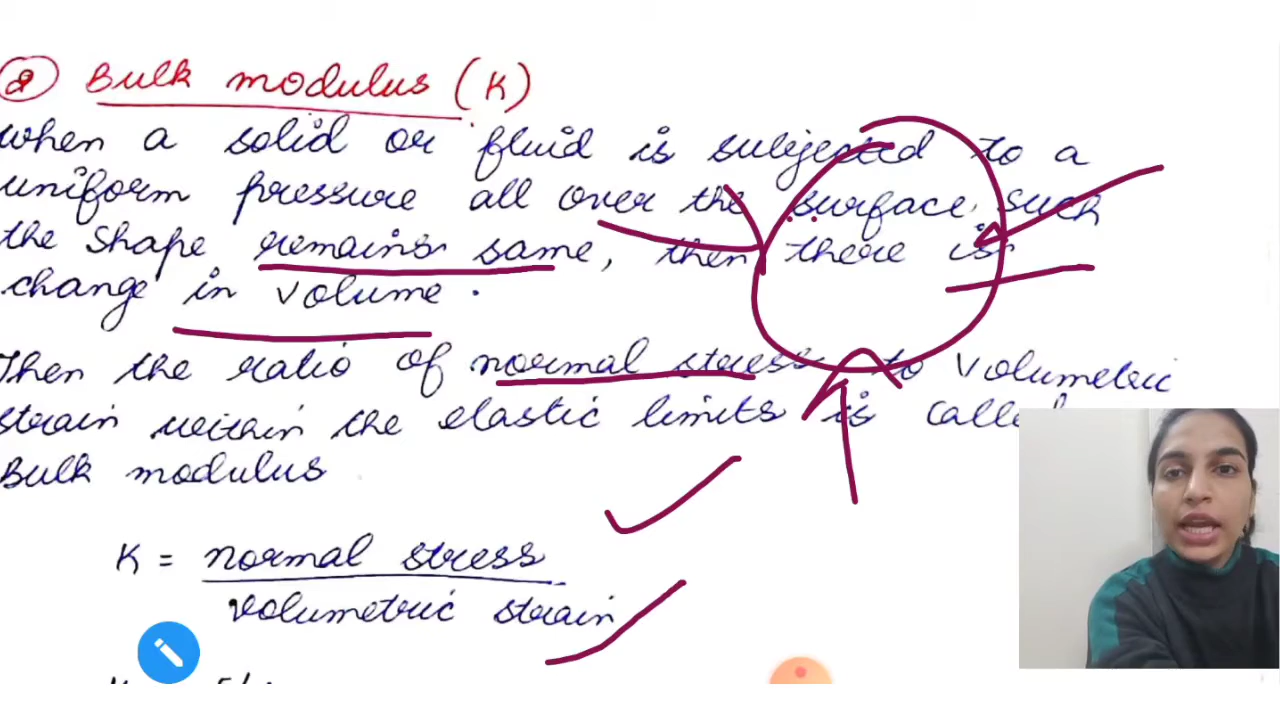 ② Bulk modulus (K)
When a solid or fluid is subjected to a
uniform pressure all over the surface, such
the shape remains same, then there is
change in volume.
Then the ratio of normal stress to volumetric
strain within the elastic limits is called
Bulk modulus
K = normal stress
volumetric strain